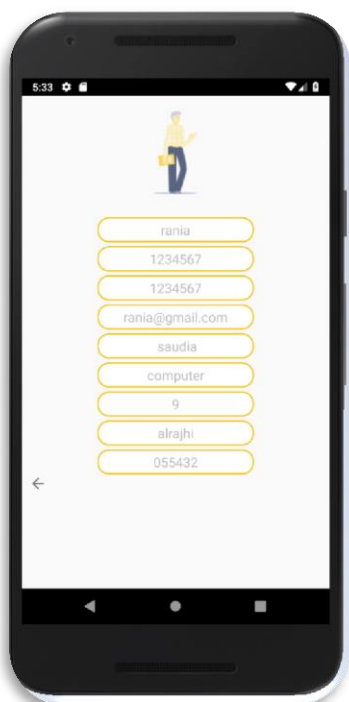 5:33
rania
1234567
1234567
rania@gmail.com
saudia
computer
9
alrajhi
055432